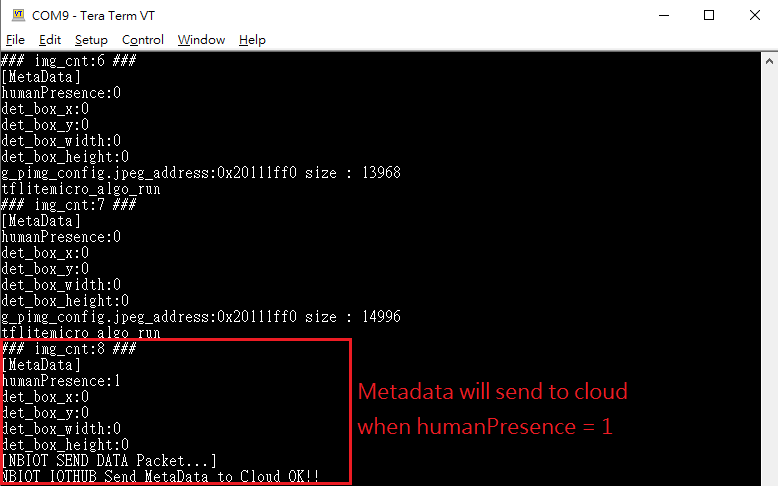 VT
COM9 - Tera Term VT
File Edit Setup Control Window Help
### img_cnt:6 ###
[MetaData]
humanPresence:0
det_box_x:0
det_box_y:0
det_box_width:0
det_box_height:0
g_pimg_config.jpeg_address:0x20111ff0 size : 13968
tflitemicro_algo_run
### img_cnt:7 ###
[MetaData]
humanPresence:0
det_box_x:0
det_box_y:0
det_box_width:0
det_box_height:0
g_pimg_config.jpeg_address:0x20111ff0 size : 14996
tflitemicro_algo_run
### img_cnt:8 ###
[MetaData]
humanPresence:1
det_box_x:0
det_box_y:0
det_box_width:0
det_box_height:0
[NBIOT SEND DATA Packet...]
NBIOT IOTHUB Send MetaData to Cloud OK!!
Metadata will send to cloud
when humanPresence = 1